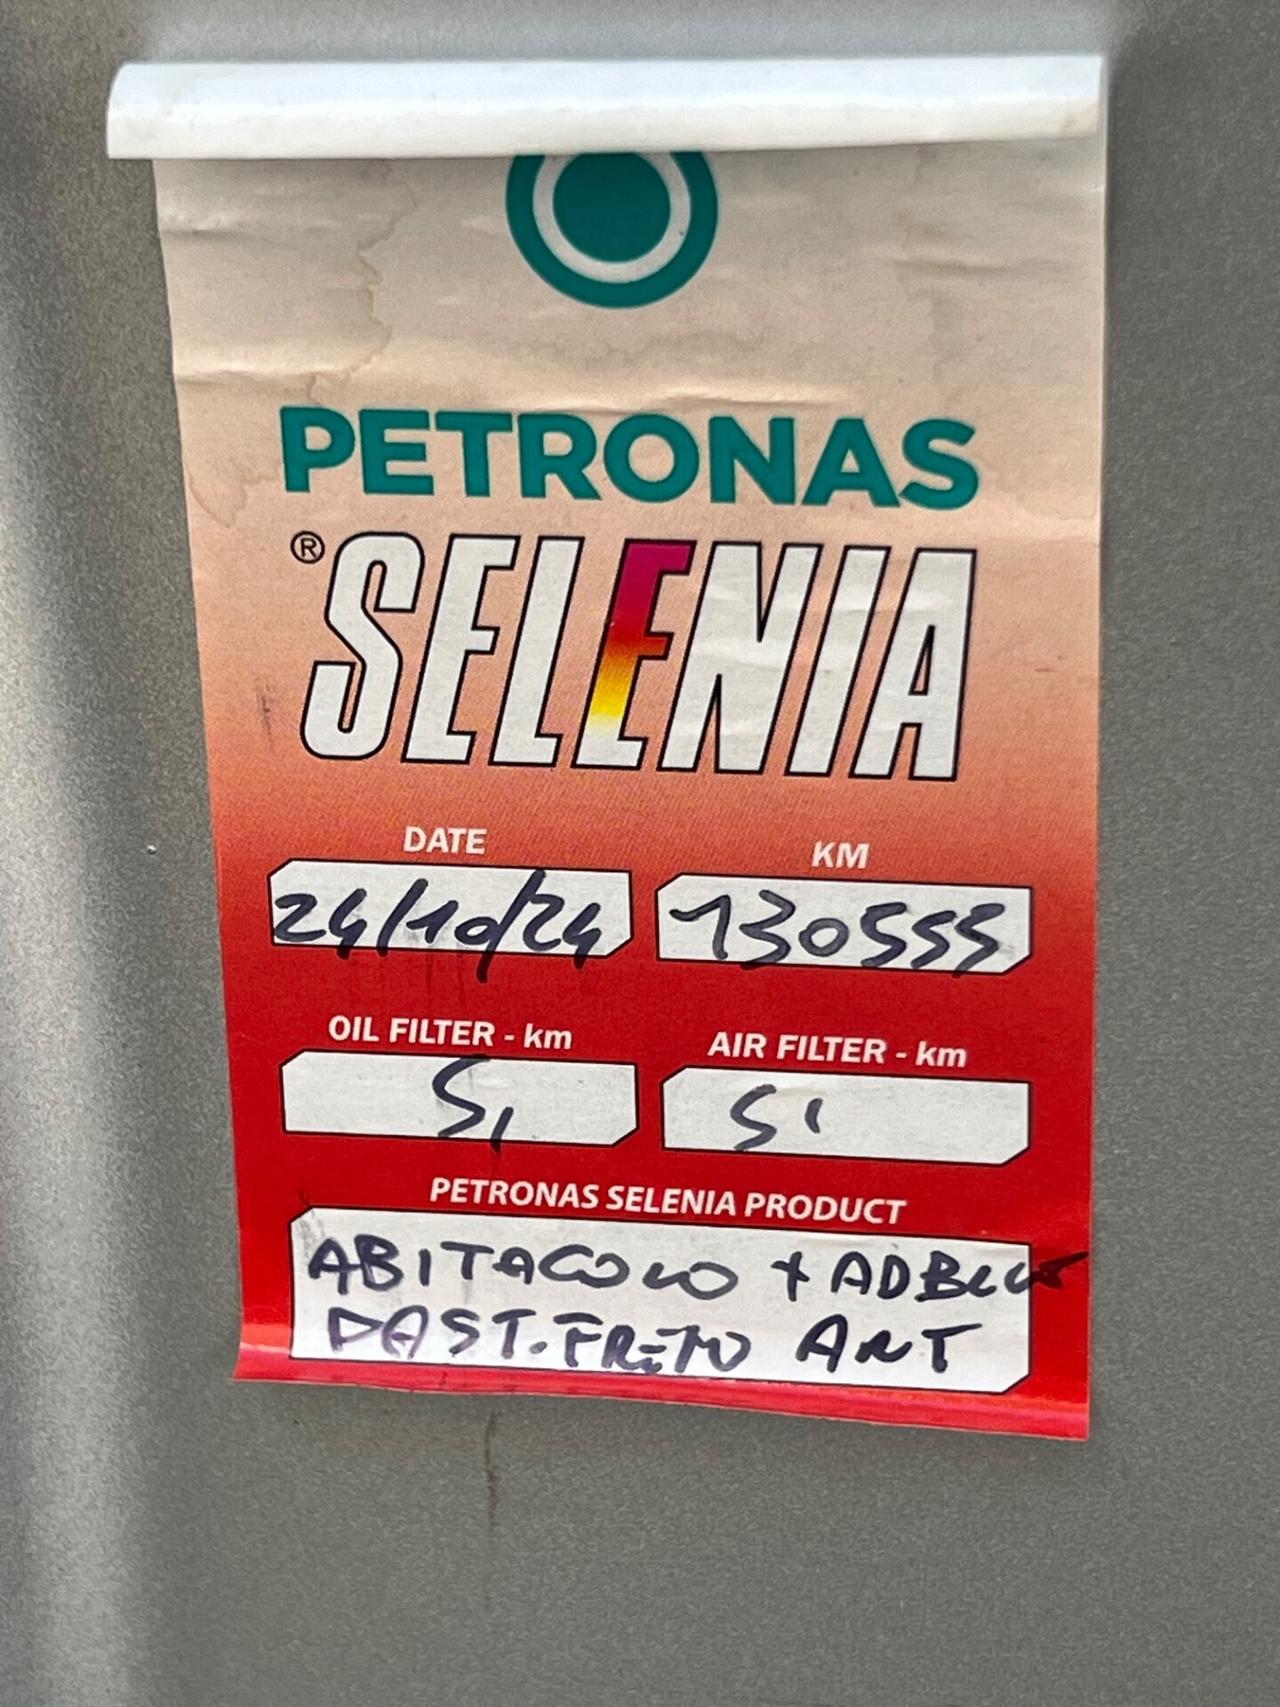 PETRONAS
® SELENIA
DATE KM
24/10/24 130555
OIL FILTER - km AIR FILTER - km
Si Si
PETRONAS SELENIA PRODUCT
ABITACOLO + ADBLUE
PAST. FRENO ANT